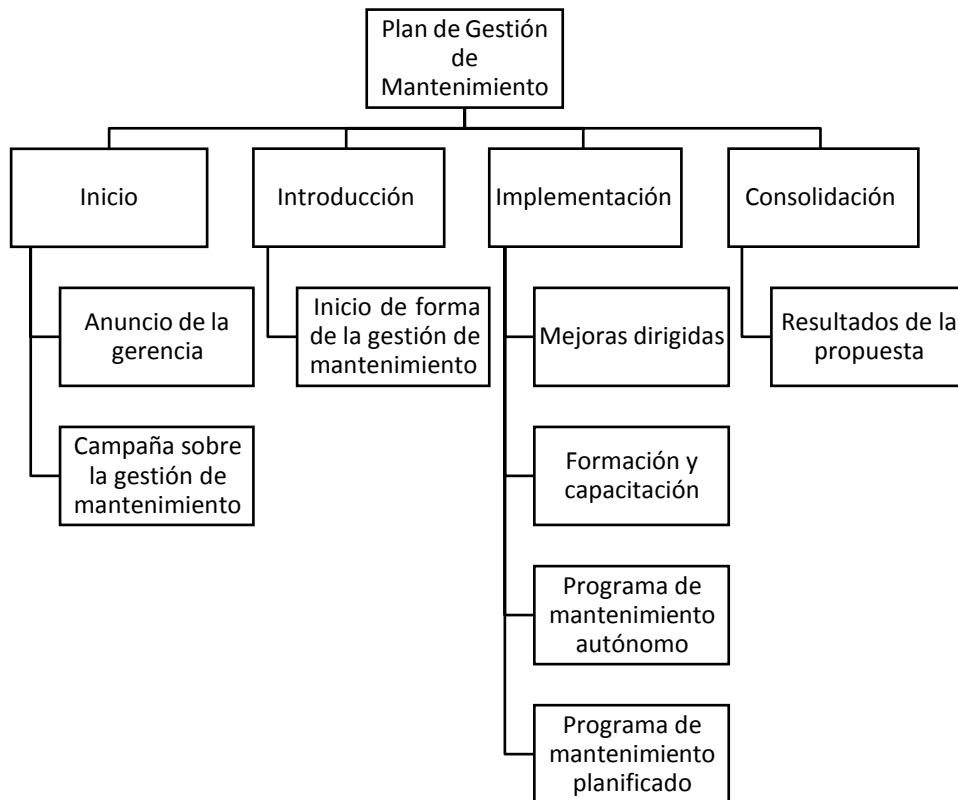 Plan de Gestión
de
Mantenimiento
Inicio
Introducción
Implementación
Consolidación
Anuncio de la
gerencia
Campaña sobre
la gestión de
mantenimiento
Inicio de forma
de la gestión de
mantenimiento
Mejoras dirigidas
Formación y
capacitación
Programa de
mantenimiento
autónomo
Programa de
mantenimiento
planificado
Resultados de la
propuesta